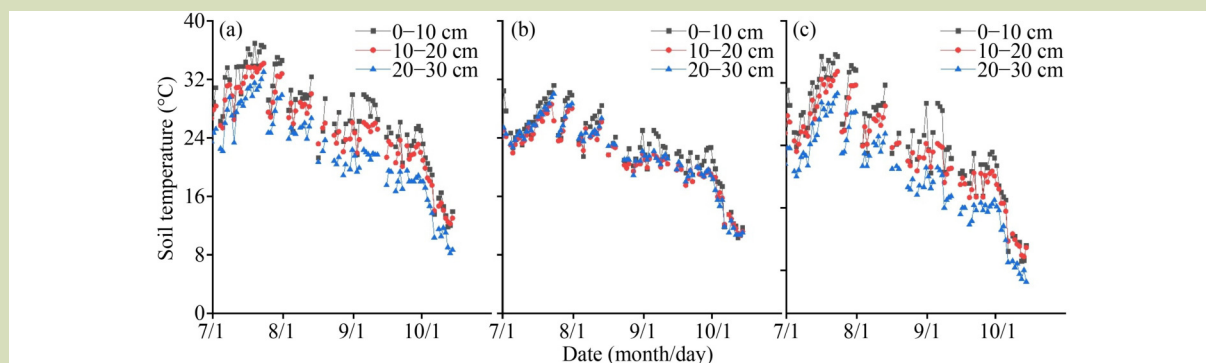 40
32
24
16
8
0
Soil temperature (°C)
(a)
0−10 cm
10−20 cm
20−30 cm
(b)
0−10 cm
10−20 cm
20−30 cm
(c)
0−10 cm
10−20 cm
20−30 cm
7/1 8/1 9/1 10/1 7/1 8/1 9/1 10/1 7/1 8/1 9/1 10/1
Date (month/day)